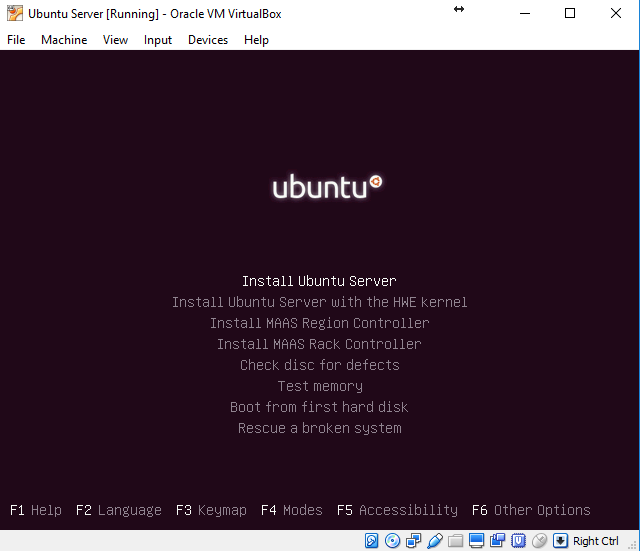 Ubuntu Server [Running] - Oracle VM VirtualBox
File Machine View Input Devices Help
ubuntu
Install Ubuntu Server
Install Ubuntu Server with the HWE kernel
Install MAAS Region Controller
Install MAAS Rack Controller
Check disc for defects
Test memory
Boot from first hard disk
Rescue a broken system
F1 Help F2 Language F3 Keymap F4 Modes F5 Accessibility F6 Other Options
Right Ctrl